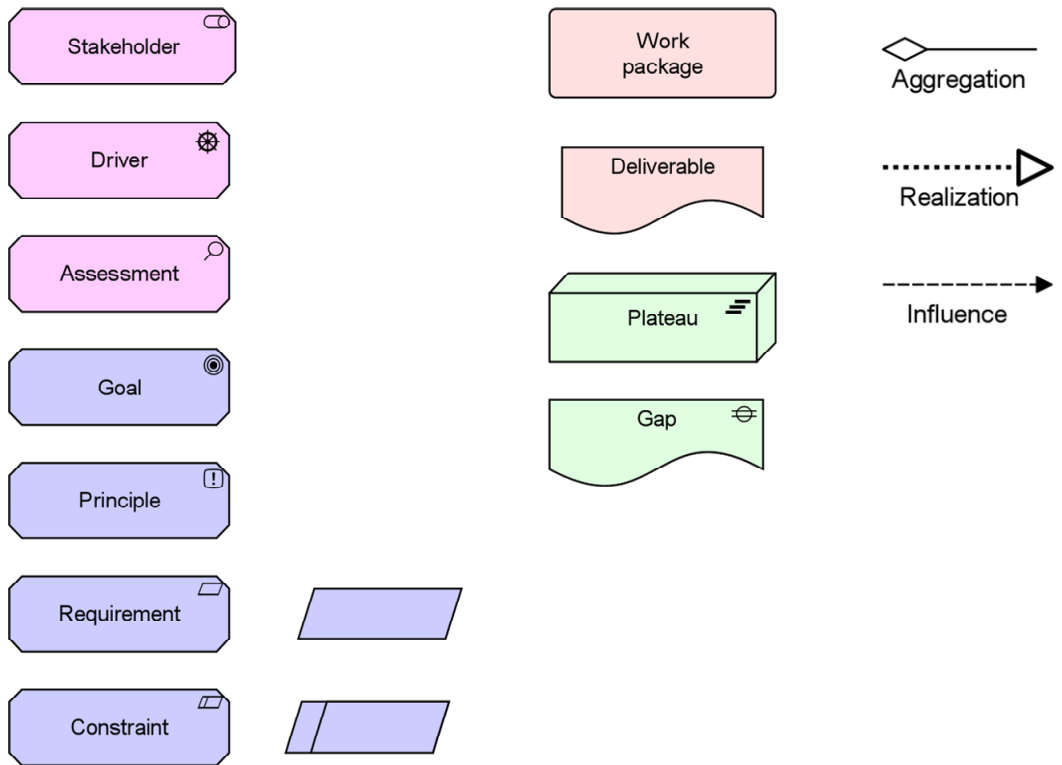 Stakeholder
Driver
Assessment
Goal
Principle
Requirement
Constraint
Work
package
Deliverable
Plateau
Gap
Aggregation
Realization
Influence